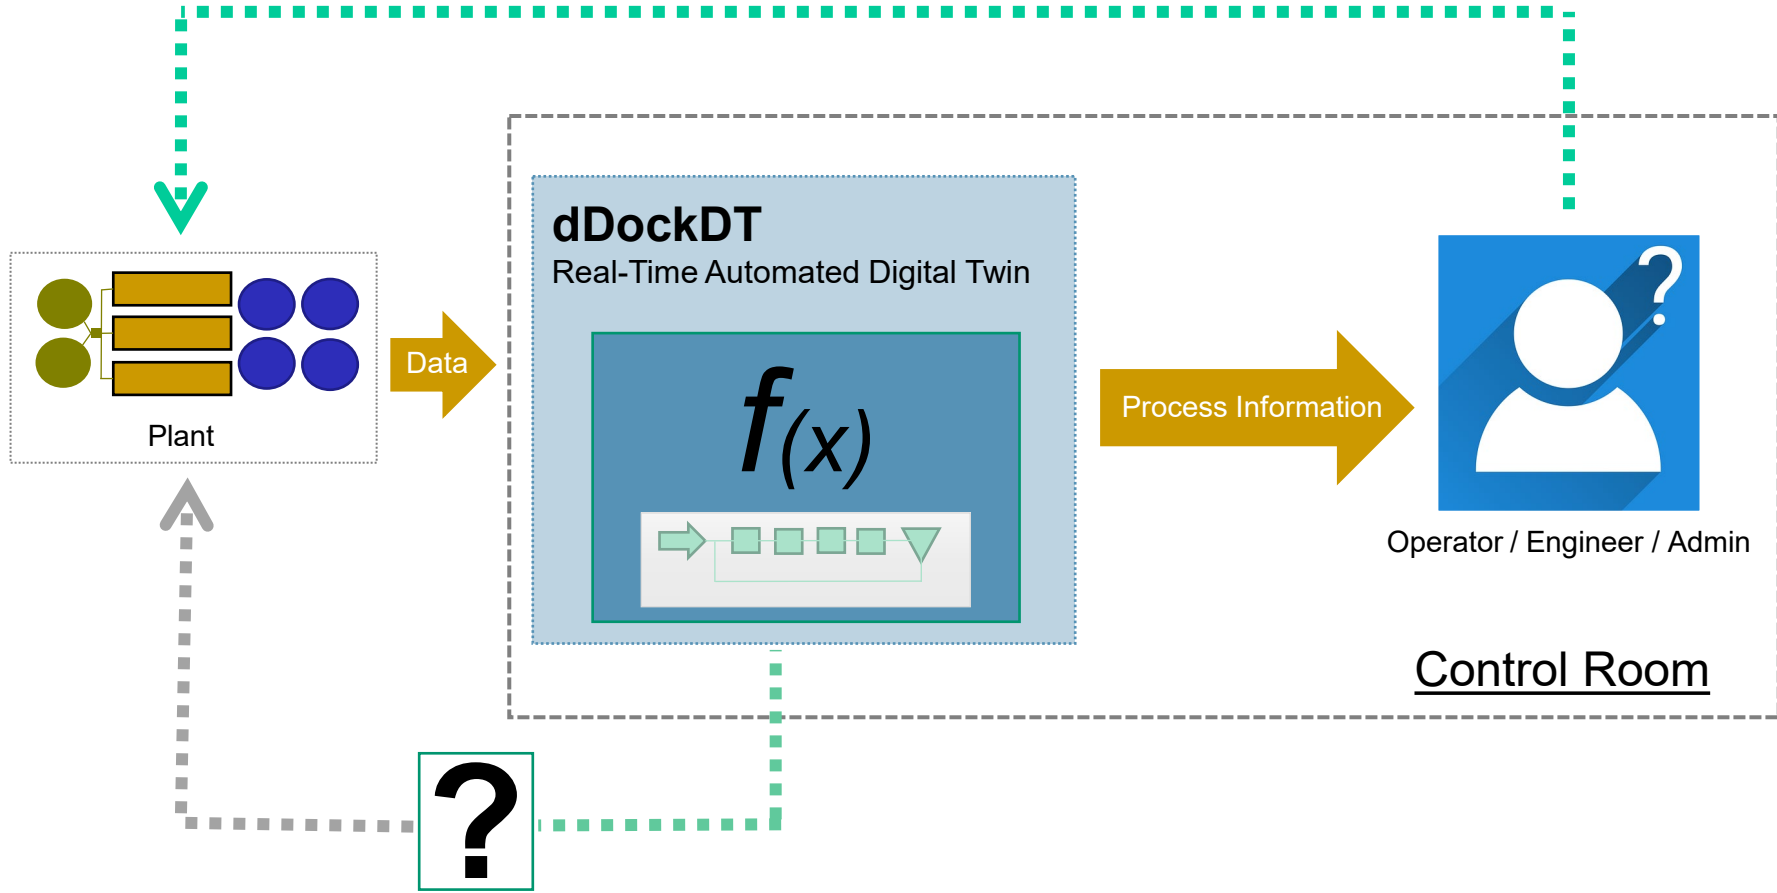 dDockDT
Real-Time Automated Digital Twin
?
Data
f(x)
Process Information
Plant
Operator / Engineer / Admin
Control Room
?